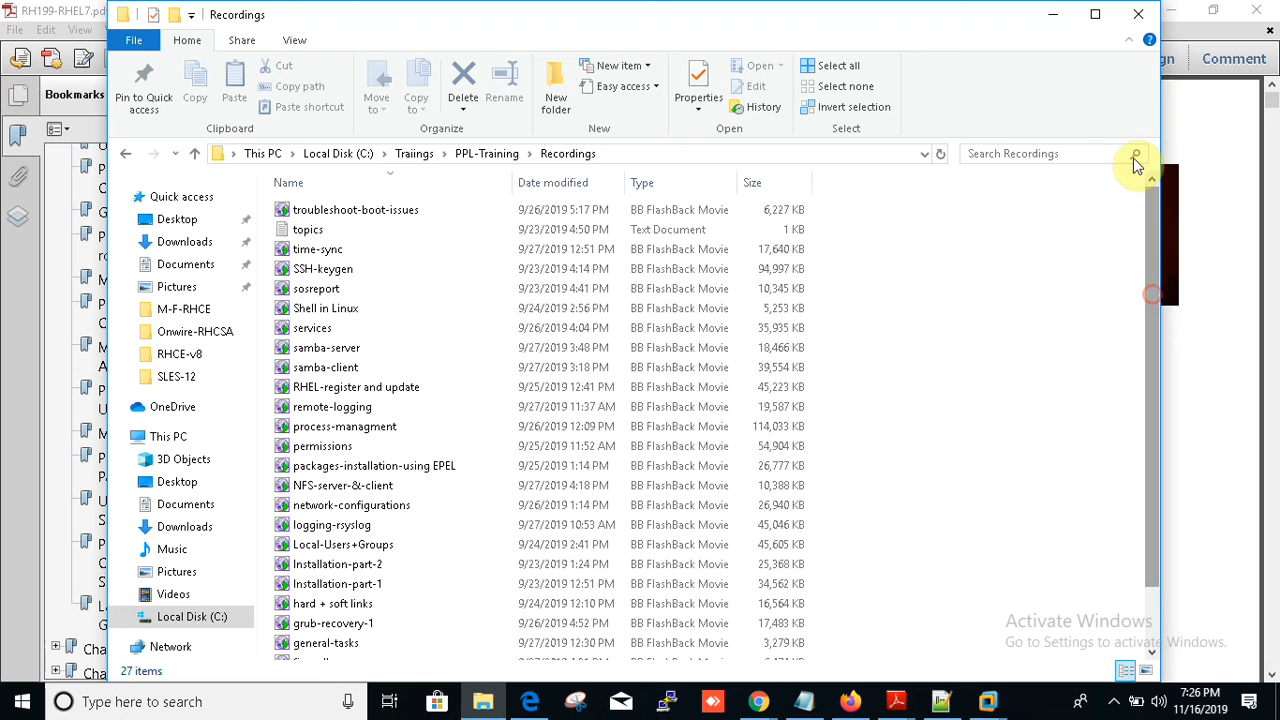 RH199-RHEL7.pd
Recordings
File Edit View
File Home Share View
Pin to Quick access
Copy
Paste
Cut
Copy path
Paste shortcut
Clipboard
Move to
Copy to
Delete
Rename
Organize
New folder
New item
Easy access
New
Properties
Open
Edit
History
Open
Select all
Select none
Invert selection
Select
Comment
Bookmarks
This PC > Local Disk (C:) > Traiings > PPL-Training > Recordings
Search Recordings
Name Date modified Type Size
Quick access
Desktop
Downloads
Documents
Pictures
M-F-RHCE
Onwire-RHCSA
RHCE-v8
SLES-12
OneDrive
This PC
3D Objects
Desktop
Documents
Downloads
Music
Pictures
Videos
Local Disk (C:)
Network
troubleshoot-boot-issues 9/26/2019 5:17 PM BB FlashBack Movie 6,227 KB
topics 9/23/2019 4:50 PM Text Document 1 KB
time-sync 9/27/2019 12:51 PM BB FlashBack Movie 17,640 KB
SSH-keygen 9/23/2019 4:14 PM BB FlashBack Movie 94,997 KB
sosreport 9/23/2019 4:41 PM BB FlashBack Movie 10,345 KB
Shell in Linux 9/24/2019 2:56 PM BB FlashBack Movie 5,253 KB
services 9/26/2019 4:04 PM BB FlashBack Movie 35,935 KB
samba-server 9/27/2019 3:48 PM BB FlashBack Movie 18,466 KB
samba-client 9/27/2019 3:18 PM BB FlashBack Movie 39,554 KB
RHEL-register and update 9/25/2019 12:41 PM BB FlashBack Movie 45,223 KB
remote-logging 9/27/2019 11:37 AM BB FlashBack Movie 19,587 KB
process-managment 9/26/2019 12:09 PM BB FlashBack Movie 114,033 KB
permissions 9/25/2019 11:52 AM BB FlashBack Movie 54,904 KB
packages-installation-using EPEL 9/25/2019 1:14 PM BB FlashBack Movie 26,777 KB
NFS-server-&-client 9/27/2019 4:18 PM BB FlashBack Movie 10,388 KB
network-configurations 9/26/2019 1:14 PM BB FlashBack Movie 26,940 KB
logging-rsyslog 9/27/2019 10:53 AM BB FlashBack Movie 45,046 KB
Local-Users+Groups 9/24/2019 2:41 PM BB FlashBack Movie 45,605 KB
Installation-part-2 9/23/2019 1:24 PM BB FlashBack Movie 25,368 KB
Installation-part-1 9/23/2019 12:51 PM BB FlashBack Movie 34,562 KB
hard + soft links 9/24/2019 12:10 PM BB FlashBack Movie 16,564 KB
grub-recovery-1 9/26/2019 4:52 PM BB FlashBack Movie 17,483 KB
general-tasks 9/27/2019 12:30 PM BB FlashBack Movie 3,279 KB
Cha
Cha
Activate Windows
Go to Settings to activate Windows.
27 items
Type here to search
7:26 PM
11/16/2019